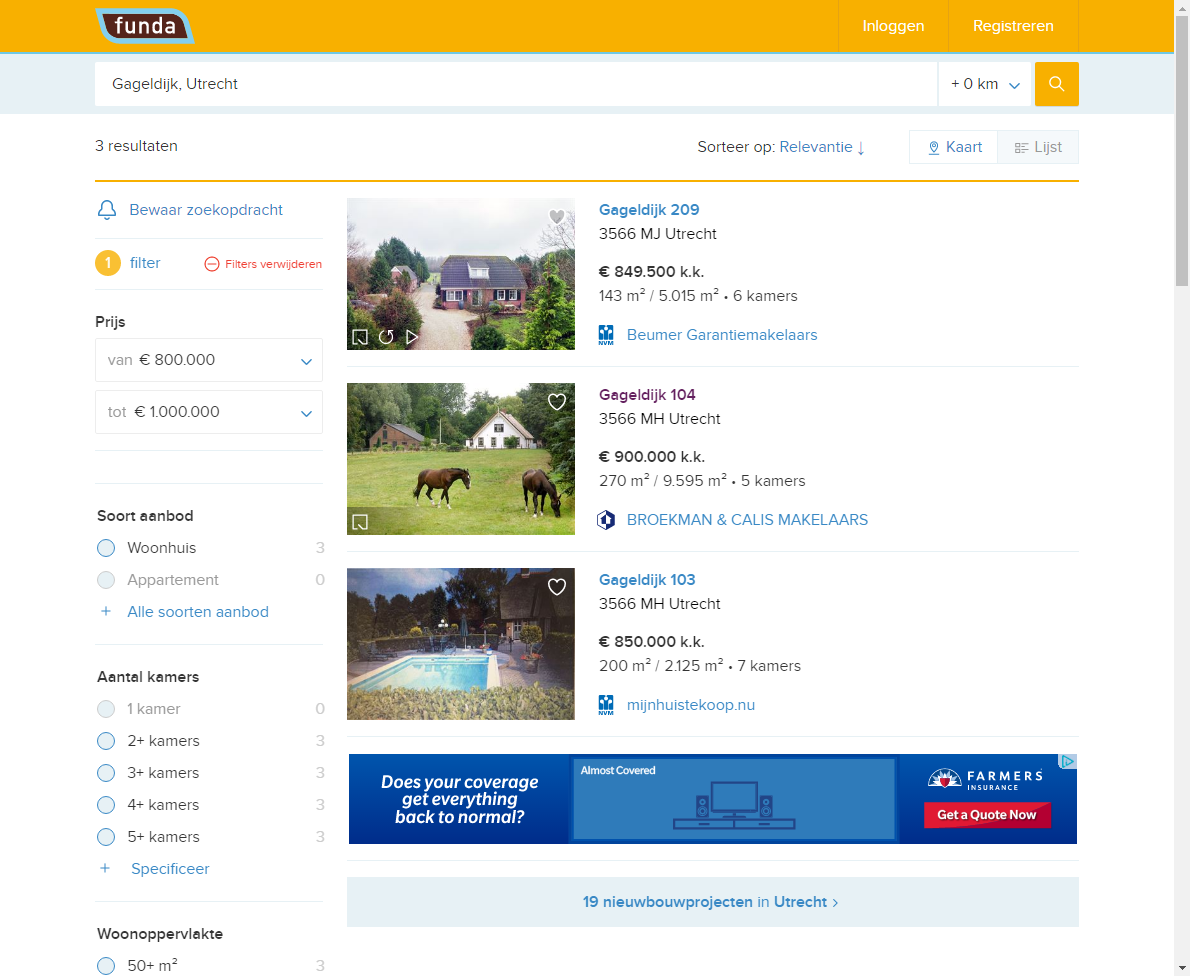 funda
Inloggen
Registreren
Gageldijk, Utrecht
+ 0 km
3 resultaten
Sorteer op: Relevantie ↓
Kaart
Lijst
Bewaar zoekopdracht
1 filter
Filters verwijderen
Prijs
van € 800.000
tot € 1.000.000
Soort aanbod
Woonhuis 3
Appartement 0
+ Alle soorten aanbod
Aantal kamers
1 kamer 0
2+ kamers 3
3+ kamers 3
4+ kamers 3
5+ kamers 3
+ Specificeer
Woonoppervlakte
50+ m² 3
Gageldijk 209
3566 MJ Utrecht
€ 849.500 k.k.
143 m² / 5.015 m² • 6 kamers
NVM
Beumer Garantiemakelaars
Gageldijk 104
3566 MH Utrecht
€ 900.000 k.k.
270 m² / 9.595 m² • 5 kamers
BROEKMAN & CALIS MAKELAARS
Gageldijk 103
3566 MH Utrecht
€ 850.000 k.k.
200 m² / 2.125 m² • 7 kamers
NVM
mijnhuistekoop.nu
Does your coverage
get everything
back to normal?
Almost Covered
FARMERS
INSURANCE
Get a Quote Now
19 nieuwbouwprojecten in Utrecht ›